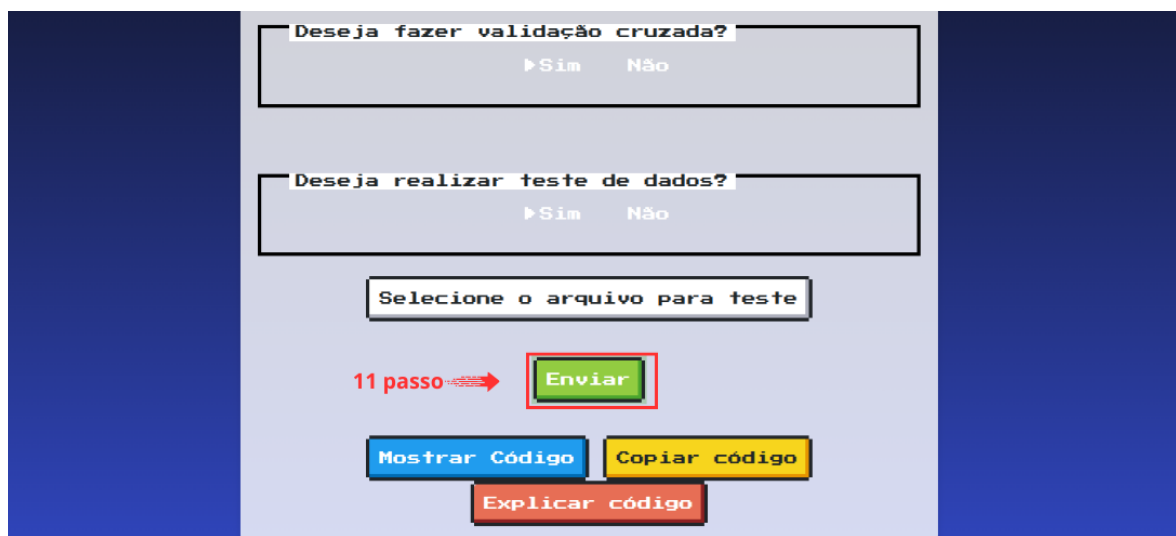 Deseja fazer validação cruzada?
Sim Não
Deseja realizar teste de dados?
Sim Não
Selecione o arquivo para teste
11 passo
Enviar
Mostrar Código
Copiar código
Explicar código